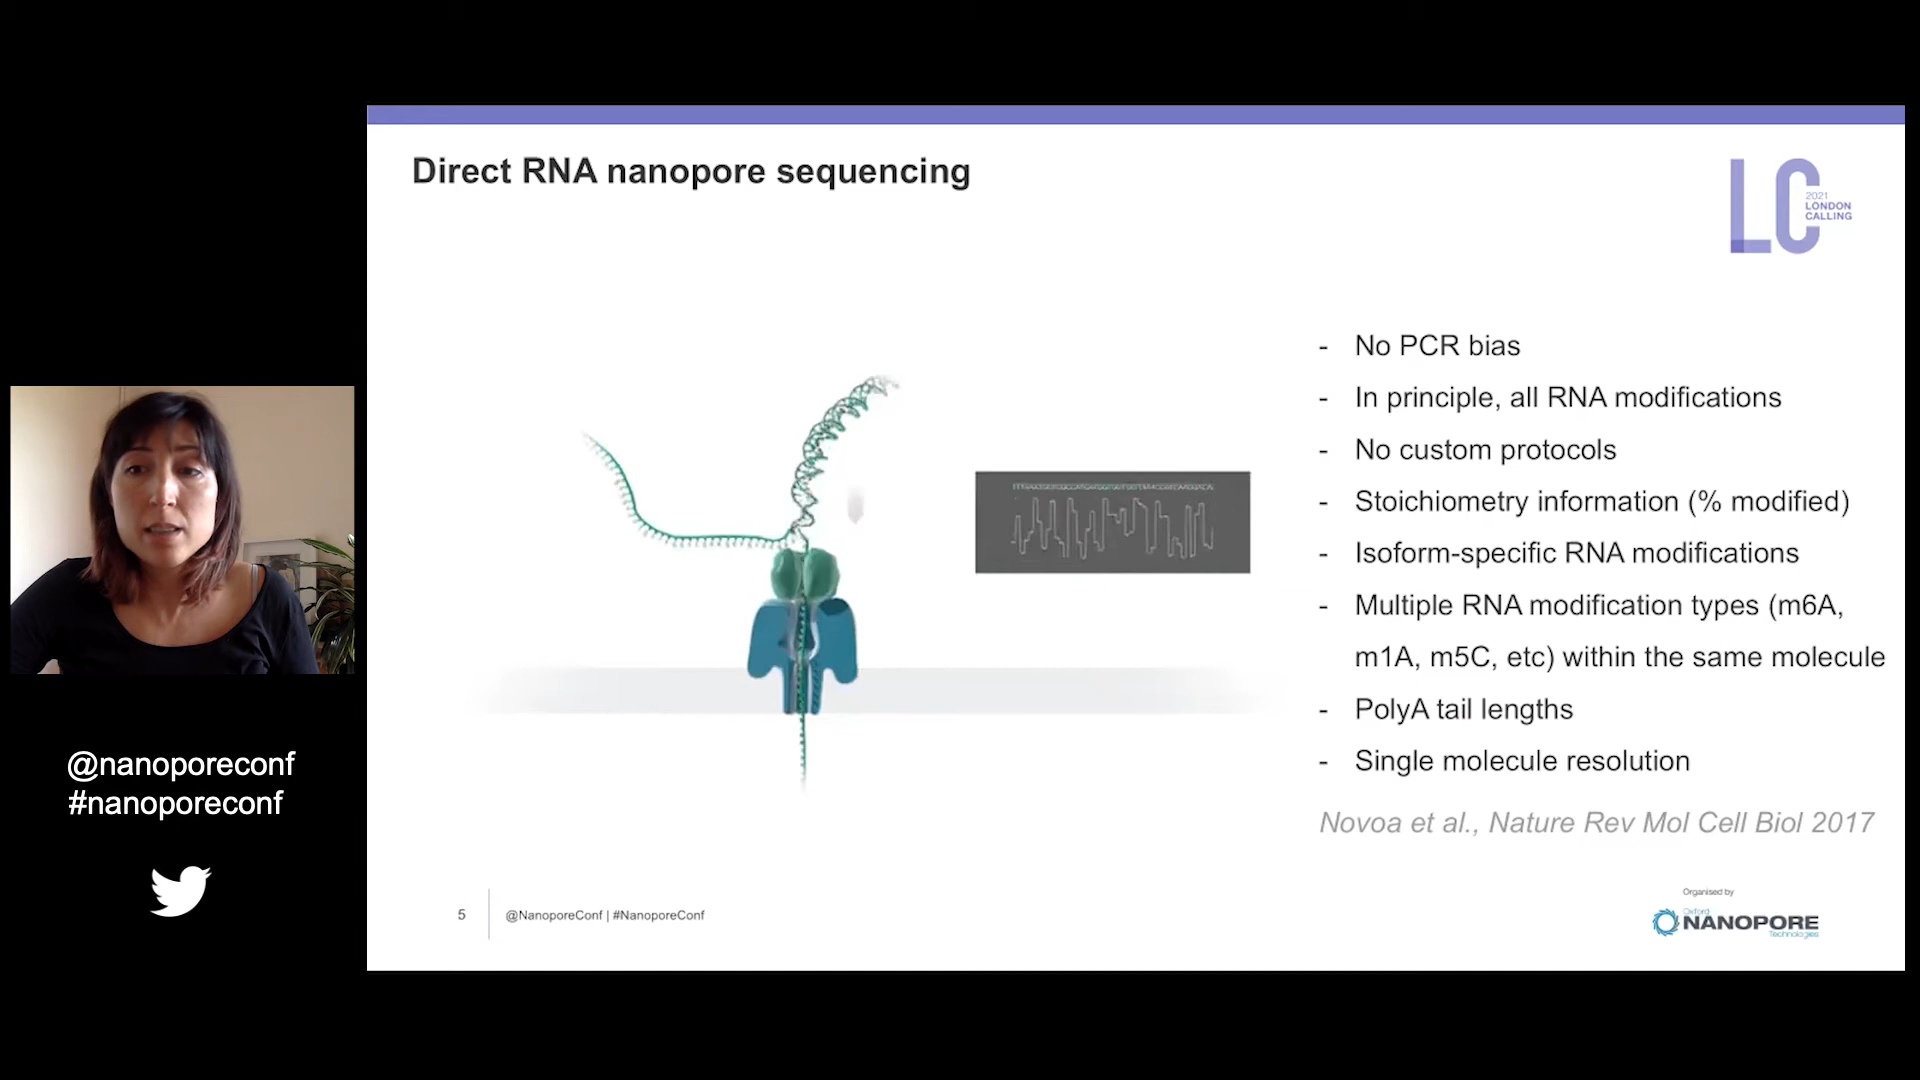 Direct RNA nanopore sequencing
LC
2021
LONDON
CALLING
- No PCR bias
- In principle, all RNA modifications
- No custom protocols
- Stoichiometry information (% modified)
- Isoform-specific RNA modifications
- Multiple RNA modification types (m6A,
m1A, m5C, etc) within the same molecule
- PolyA tail lengths
- Single molecule resolution
Novoa et al., Nature Rev Mol Cell Biol 2017
@nanoporeconf
#nanoporeconf
5
@NanoporeConf | #NanoporeConf
Organised by
Oxford
NANOPORE
Technologies